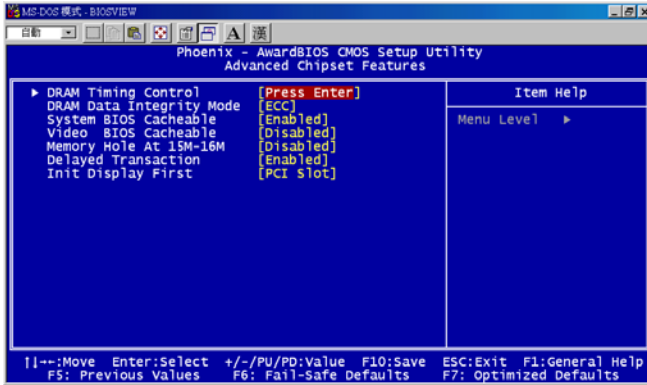 MS-DOS 模式 - BIOSVIEW
自動 A 漢
Phoenix - AwardBIOS CMOS Setup Utility
Advanced Chipset Features
▶ DRAM Timing Control [Press Enter]
DRAM Data Integrity Mode [ECC]
System BIOS Cacheable [Enabled]
Video BIOS Cacheable [Disabled]
Memory Hole At 15M-16M [Disabled]
Delayed Transaction [Enabled]
Init Display First [PCI Slot]
Item Help
Menu Level ▶
↑↓→←:Move Enter:Select +/-/PU/PD:Value F10:Save ESC:Exit F1:General Help
F5: Previous Values F6: Fail-Safe Defaults F7: Optimized Defaults